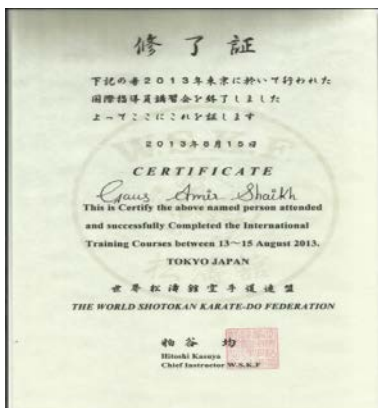 修了証
下記の者2013年東京に於いて行われた
国際指導員講習会を終了しました
よってここにこれを証します
2013年8月15日
CERTIFICATE
Gaus Amir Shaikh
This is Certify the above named person attended
and successfully Completed the International
Training Courses between 13~15 August 2013.
TOKYO JAPAN
世界松濤館空手道連盟
THE WORLD SHOTOKAN KARATE-DO FEDERATION
粕谷 均
Hitoshi Kasuya
Chief Instructor W.S.K.F